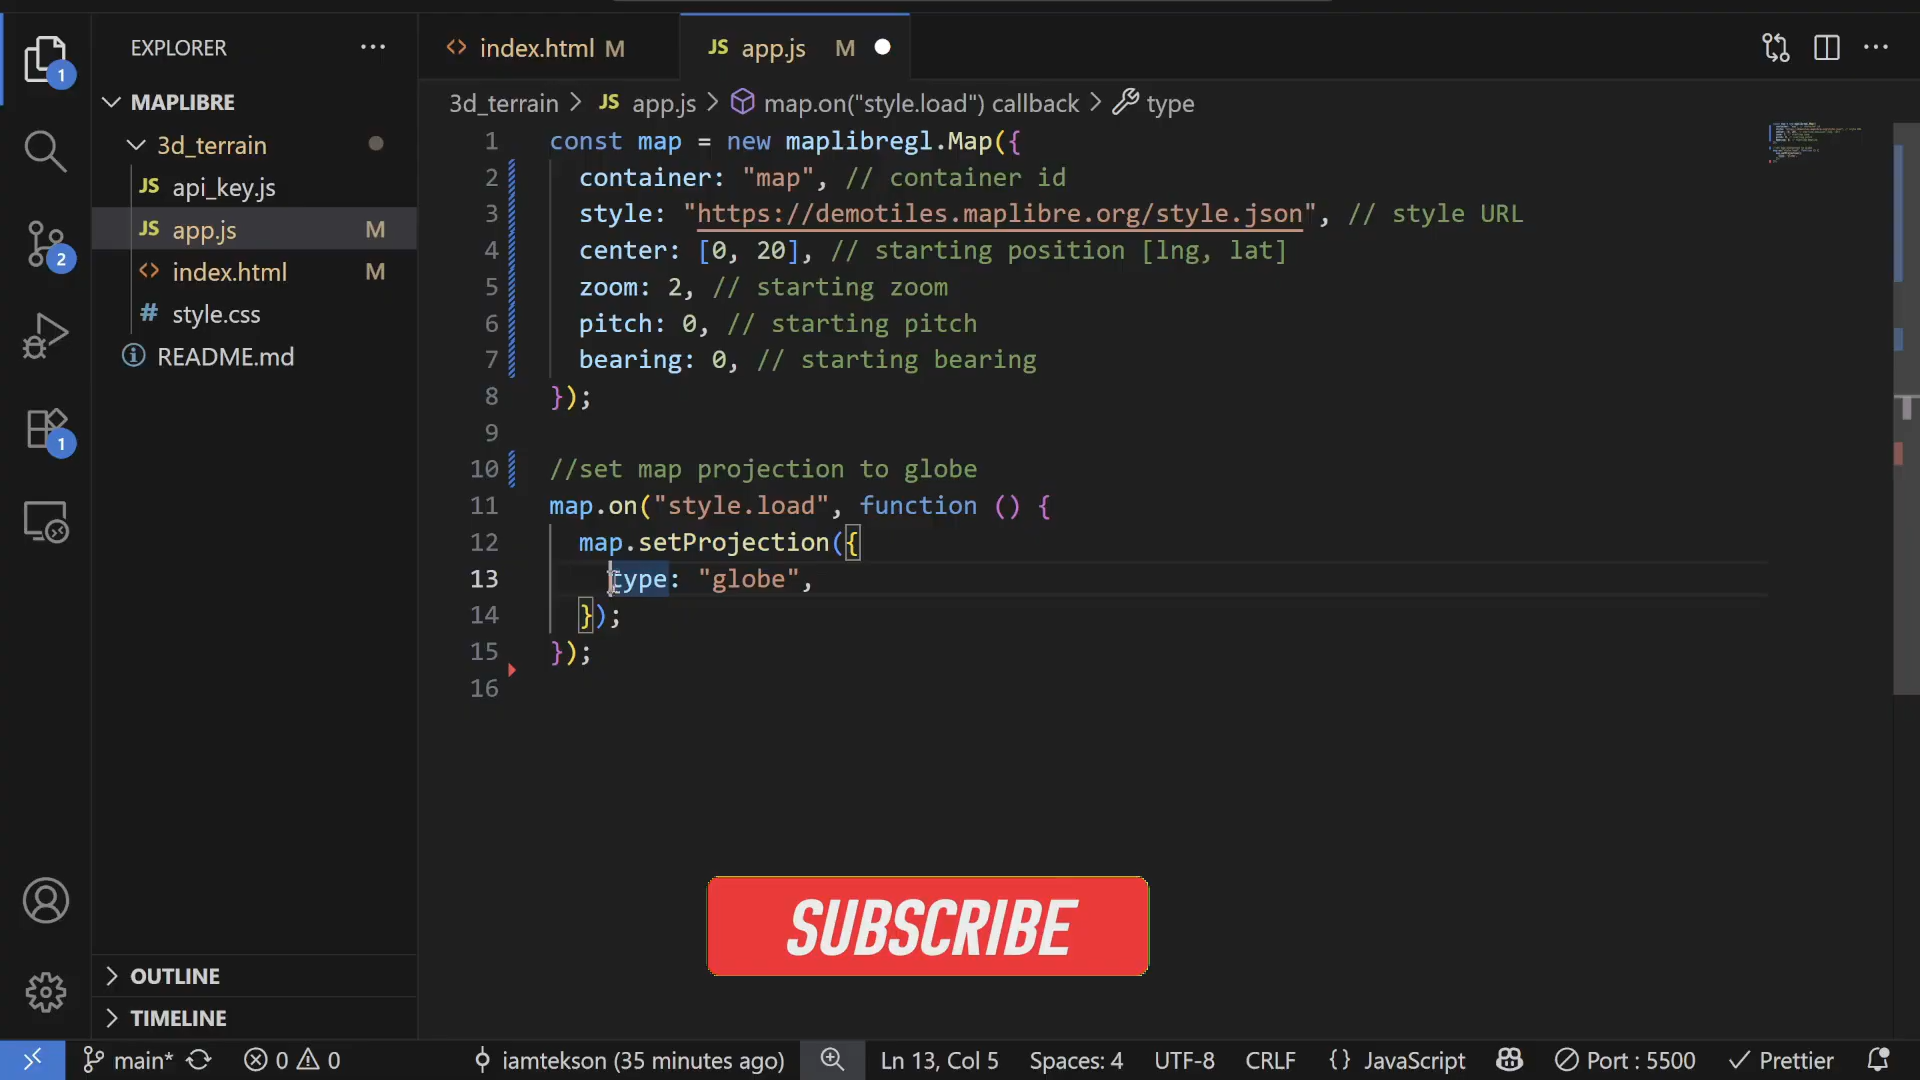 EXPLORER
MAPLIBRE
3d_terrain
JS api_key.js
JS app.js M
<> index.html M
# style.css
README.md
OUTLINE
TIMELINE
1
2
1
<> index.html M
JS app.js M
3d_terrain > JS app.js > map.on("style.load") callback > type
1 const map = new maplibregl.Map({
2 container: "map", // container id
3 style: "https://demotiles.maplibre.org/style.json", // style URL
4 center: [0, 20], // starting position [lng, lat]
5 zoom: 2, // starting zoom
6 pitch: 0, // starting pitch
7 bearing: 0, // starting bearing
8 });
9
10 //set map projection to globe
11 map.on("style.load", function () {
12 map.setProjection({
13 type: "globe",
14 });
15 });
16
SUBSCRIBE
main* 0 0 iamtekson (35 minutes ago) Ln 13, Col 5 Spaces: 4 UTF-8 CRLF {} JavaScript Port : 5500 Prettier